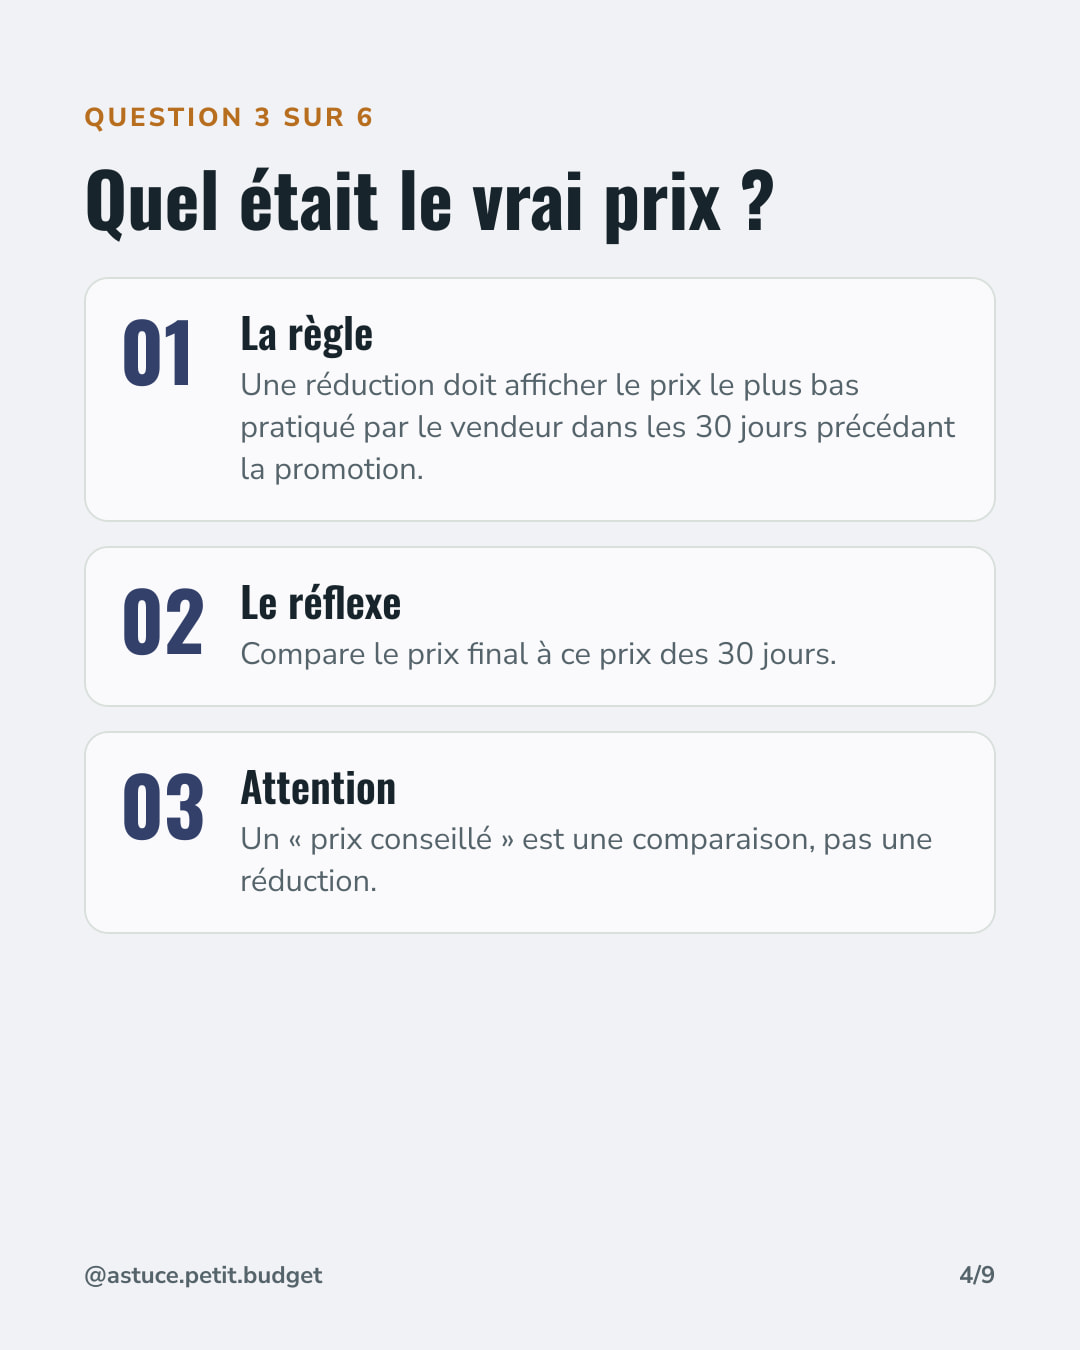 QUESTION 3 SUR 6
Quel était le vrai prix ?
01
La règle
Une réduction doit afficher le prix le plus bas
pratiqué par le vendeur dans les 30 jours précédant
la promotion.
02
Le réflexe
Compare le prix final à ce prix des 30 jours.
03
Attention
Un « prix conseillé » est une comparaison, pas une
réduction.
@astuce.petit.budget
4/9